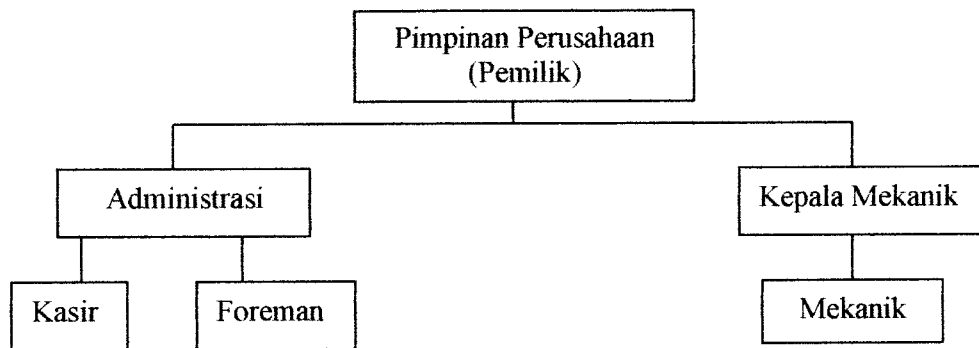 Pimpinan Perusahaan
(Pemilik)
Administrasi
Kepala Mekanik
Kasir
Foreman
Mekanik